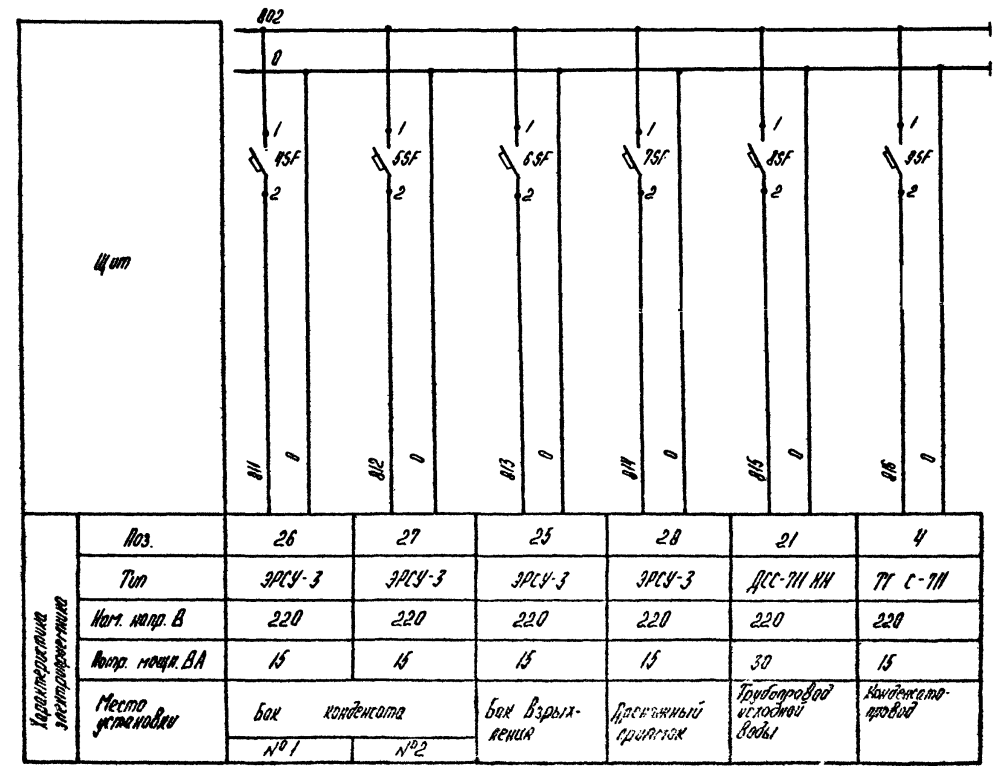 802
0
1 1 1 1 1 1
4SF 5SF 6SF 7SF 8SF 9SF
2 2 2 2 2 2
Щит
811 0 812 0 813 0 814 0 815 0 816 0
Характеристика
электроприемника
Поз. 26 27 25 28 21 4
Тип ЭРСУ-3 ЭРСУ-3 ЭРСУ-3 ЭРСУ-3 ДСС-711 С-711
Ном. напр. В 220 220 220 220 220 220
Потр. мощн. ВА 15 15 15 15 30 15
Место
установки
Бак конденсата
№1 №2
Бак взрых-
ления
Дренажный
приямок
Трубопровод
исходной
воды
Конденсато-
провод